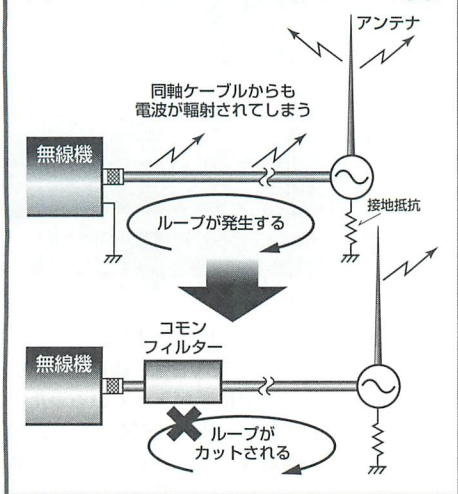 アンテナ
同軸ケーブルからも
電波が輻射されてしまう
無線機
接地抵抗
ループが発生する
コモン
フィルター
無線機
ループが
カットされる